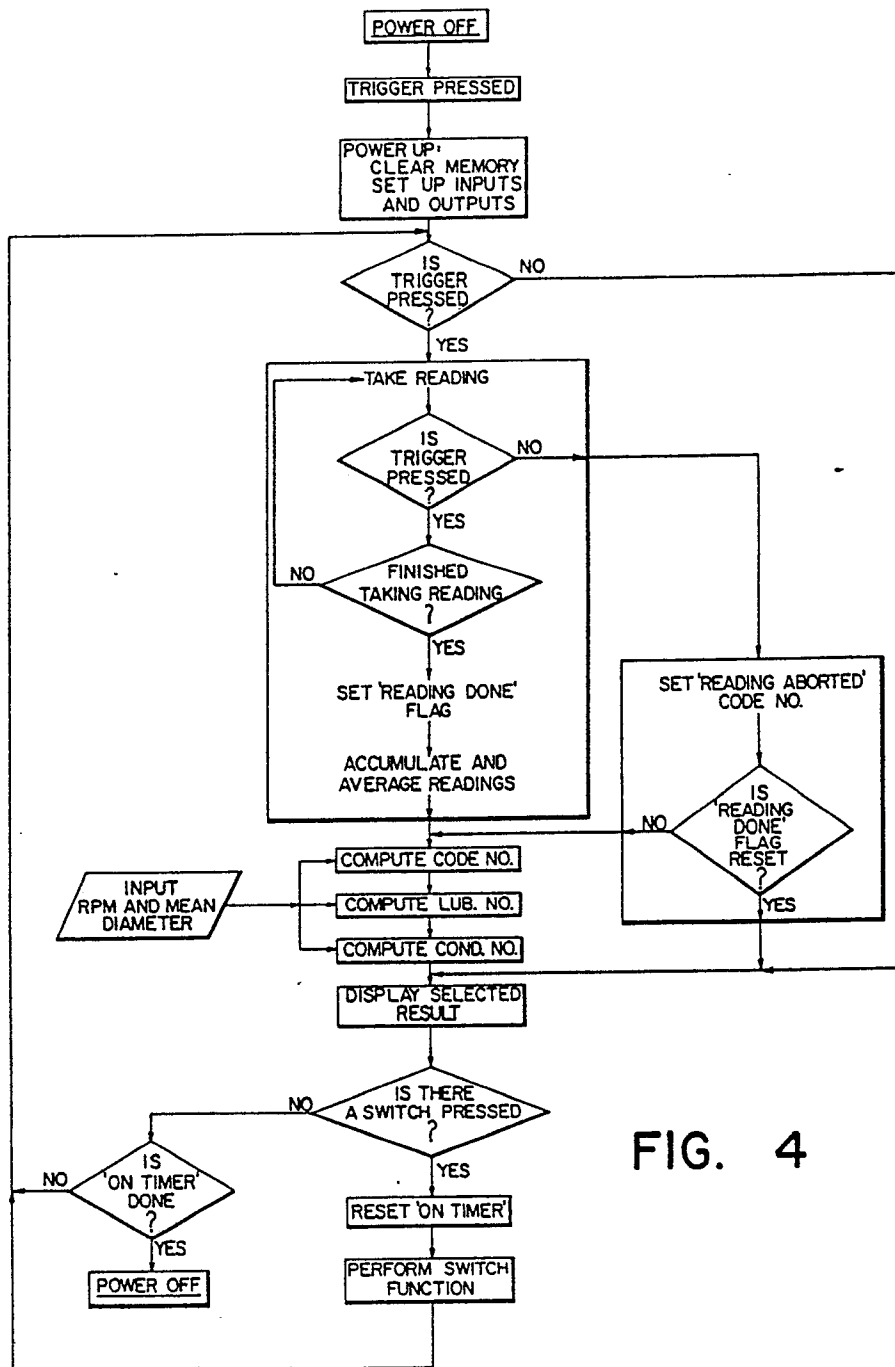 POWER OFF
TRIGGER PRESSED
POWER UP:
CLEAR MEMORY
SET UP INPUTS
AND OUTPUTS
IS
TRIGGER
PRESSED
?
NO
YES
TAKE READING
IS
TRIGGER
PRESSED
?
NO
YES
FINISHED
TAKING READING
?
NO
YES
SET 'READING DONE'
FLAG
ACCUMULATE AND
AVERAGE READINGS
SET 'READING ABORTED'
CODE NO.
IS
'READING
DONE'
FLAG
RESET
?
NO
YES
INPUT
RPM AND MEAN
DIAMETER
COMPUTE CODE NO.
COMPUTE LUB. NO.
COMPUTE COND. NO.
DISPLAY SELECTED
RESULT
IS THERE
A SWITCH PRESSED
?
NO
YES
IS
'ON TIMER'
DONE
?
NO
YES
POWER OFF
RESET 'ON TIMER'
PERFORM SWITCH
FUNCTION
FIG. 4